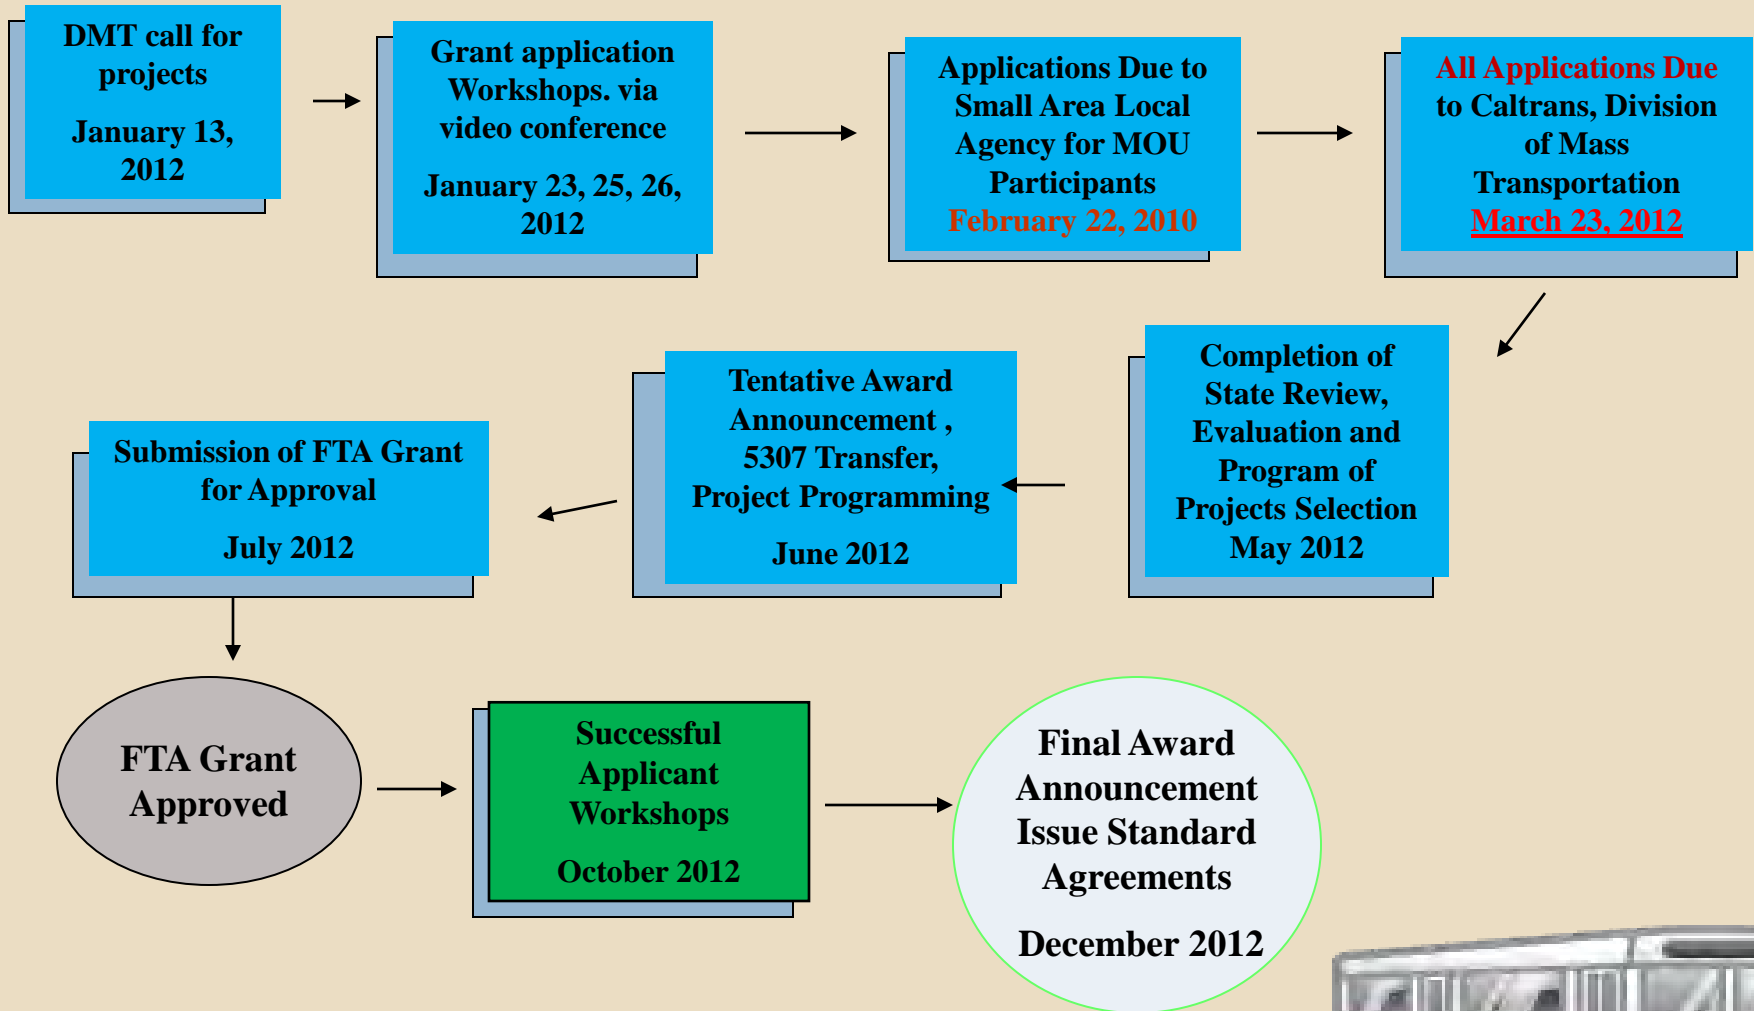 DMT call for
projects
January 13,
2012
Grant application
Workshops. via
video conference
January 23, 25, 26,
2012
Applications Due to
Small Area Local
Agency for MOU
Participants
February 22, 2010
All Applications Due
to Caltrans, Division
of Mass
Transportation
March 23, 2012
Completion of
State Review,
Evaluation and
Program of
Projects Selection
May 2012
Tentative Award
Announcement ,
5307 Transfer,
Project Programming
June 2012
Submission of FTA Grant
for Approval
July 2012
FTA Grant
Approved
Successful
Applicant
Workshops
October 2012
Final Award
Announcement
Issue Standard
Agreements
December 2012